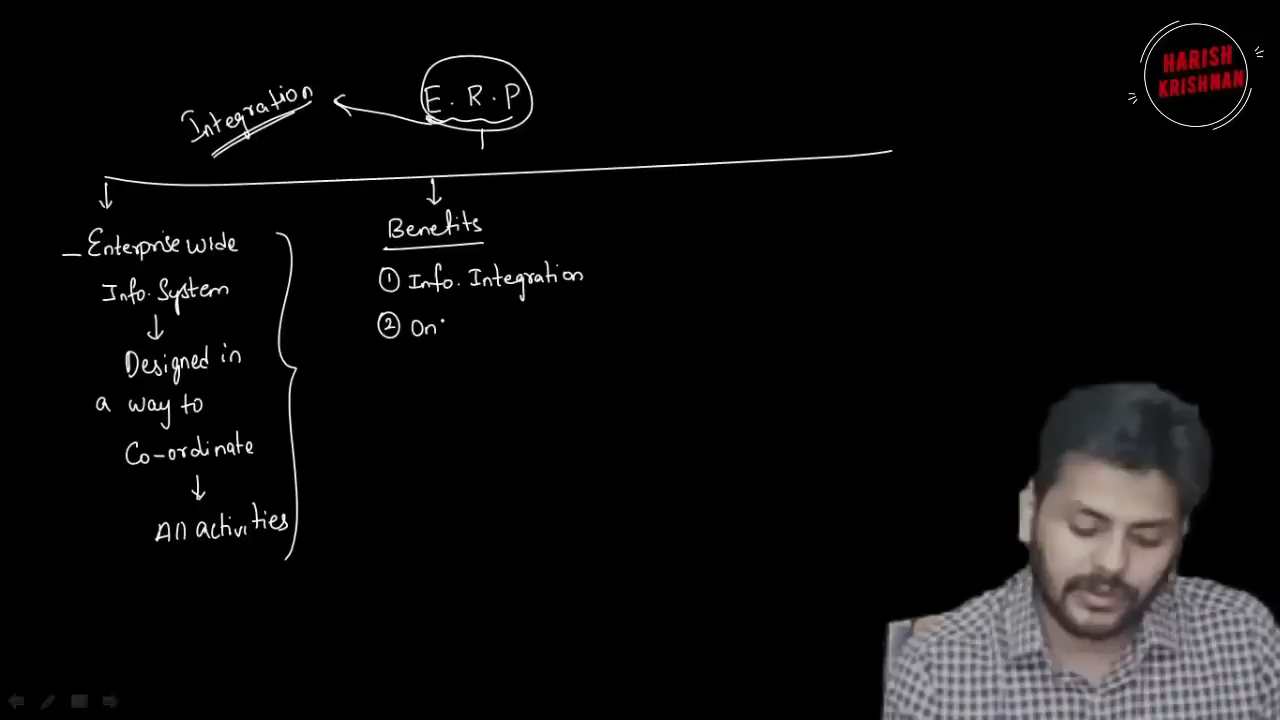 HARISH
KRISHNAN
Integration
E.R.P
Enterprise wide
Info. System
Designed in
a way to
Co-ordinate
All activities
Benefits
① Info. Integration
② On